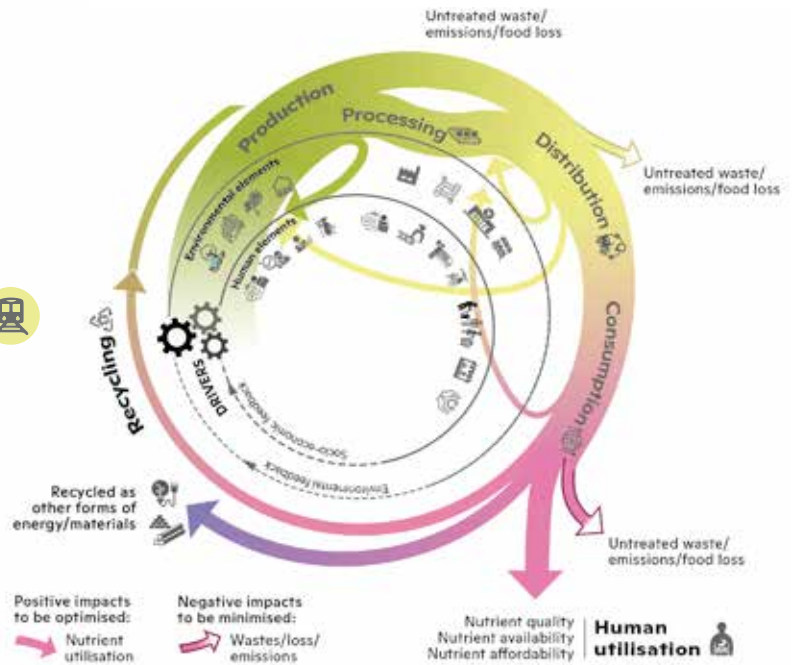 Untreated waste/
emissions/food loss
Production
Processing
Distribution
Untreated waste/
emissions/food loss
Environmental elements
Human elements
Consumption
DRIVERS
Recycling
Socio-economic feedback
Environmental feedback
Recycled as
other forms of
energy/materials
Untreated waste/
emissions/food loss
Positive impacts
to be optimised:
Nutrient
utilisation
Negative impacts
to be minimised:
Wastes/loss/
emissions
Nutrient quality
Nutrient availability
Nutrient affordability
Human
utilisation